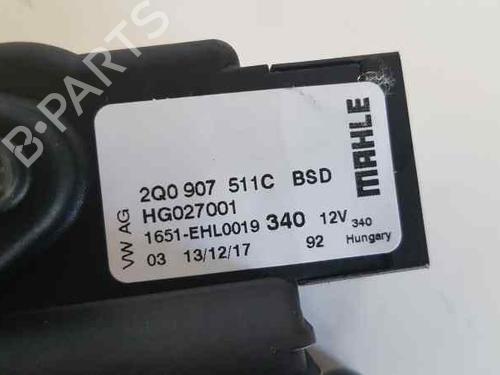 B-PARTS
VW AG
2Q0 907 511C BSD
HG027001
1651-EHL0019 340 12V 340
03 13/12/17 92 Hungary
MAHLE